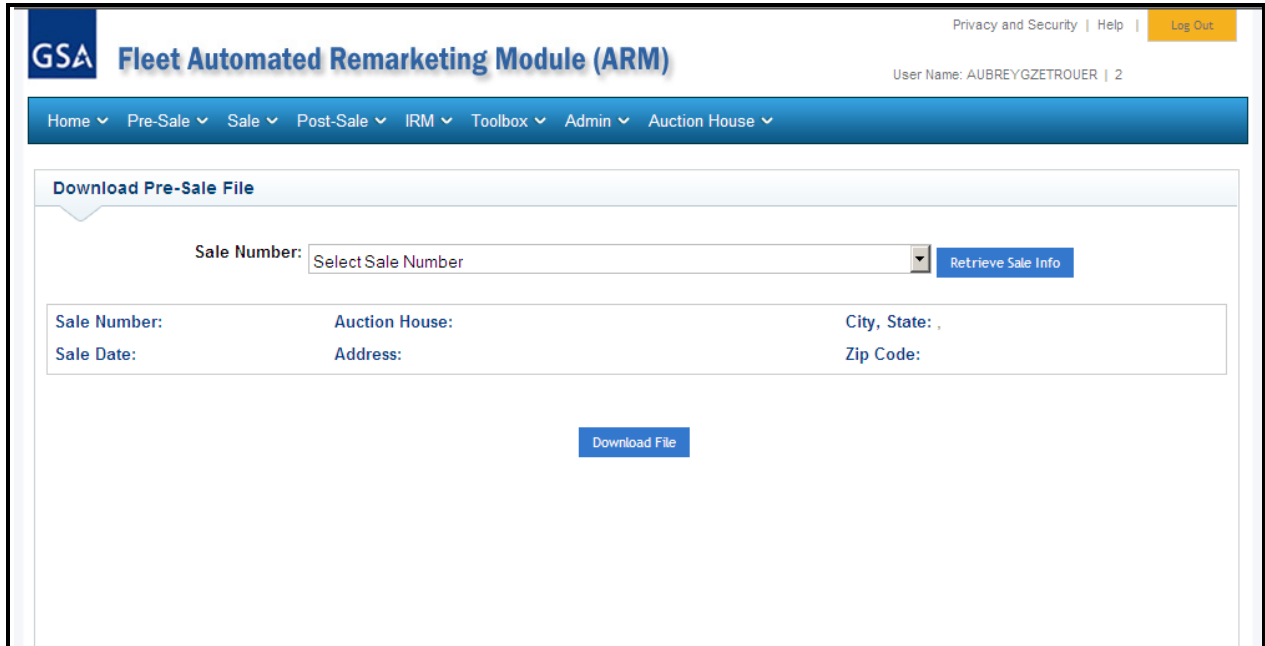 Privacy and Security | Help | Log Out
GSA Fleet Automated Remarketing Module (ARM)
User Name: AUBREYGZETROUER | 2
Home Pre-Sale Sale Post-Sale IRM Toolbox Admin Auction House
Download Pre-Sale File
Sale Number: Select Sale Number Retrieve Sale Info
Sale Number: Auction House: City, State: ,
Sale Date: Address: Zip Code:
Download File